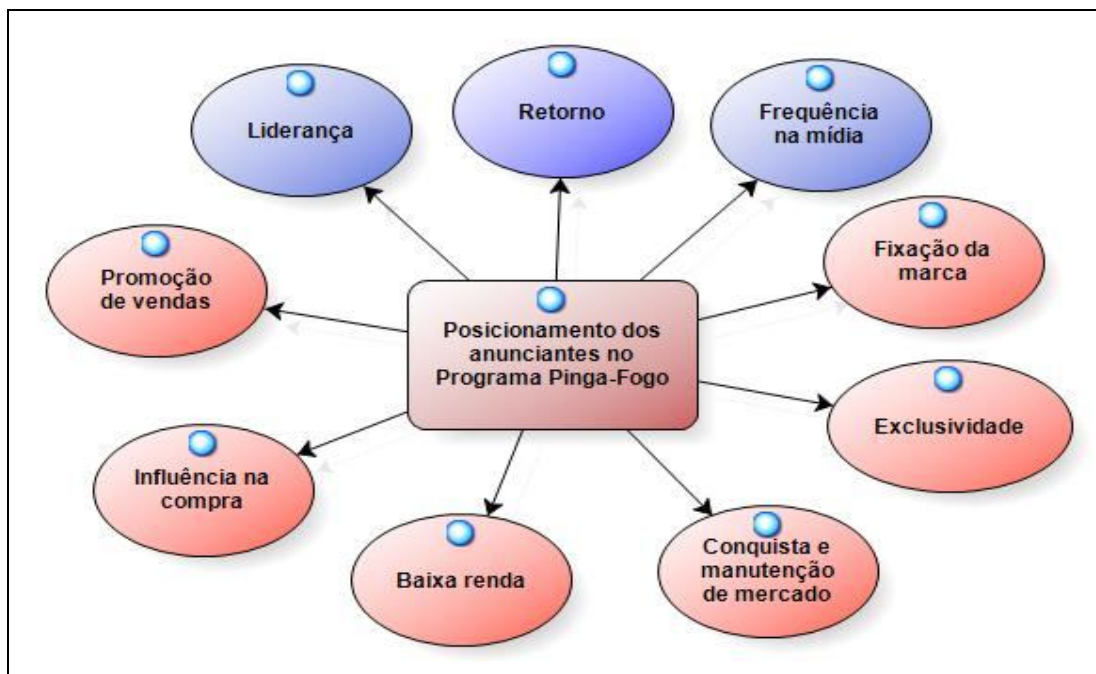 Liderança
Retorno
Frequência
na mídia
Promoção
de vendas
Fixação da
marca
Posicionamento dos
anunciantes no
Programa Pinga-Fogo
Exclusividade
Influência na
compra
Baixa renda
Conquista e
manutenção
de mercado